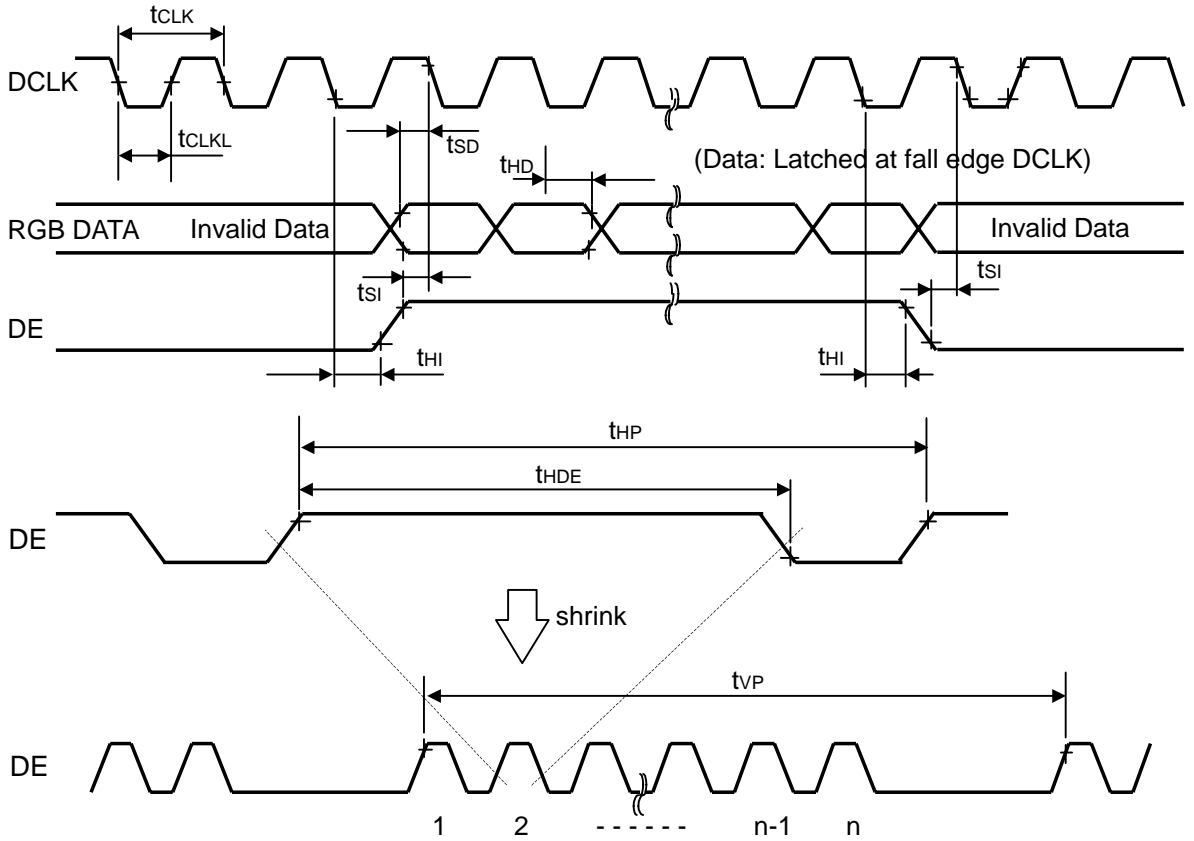 tCLK
DCLK
tCLKL
tSD
tHD
(Data: Latched at fall edge DCLK)
RGB DATA
Invalid Data
Invalid Data
tSI
tSI
DE
tHI
tHI
tHP
tHDE
DE
shrink
tVP
DE
1 2 - - - - - - n-1 n